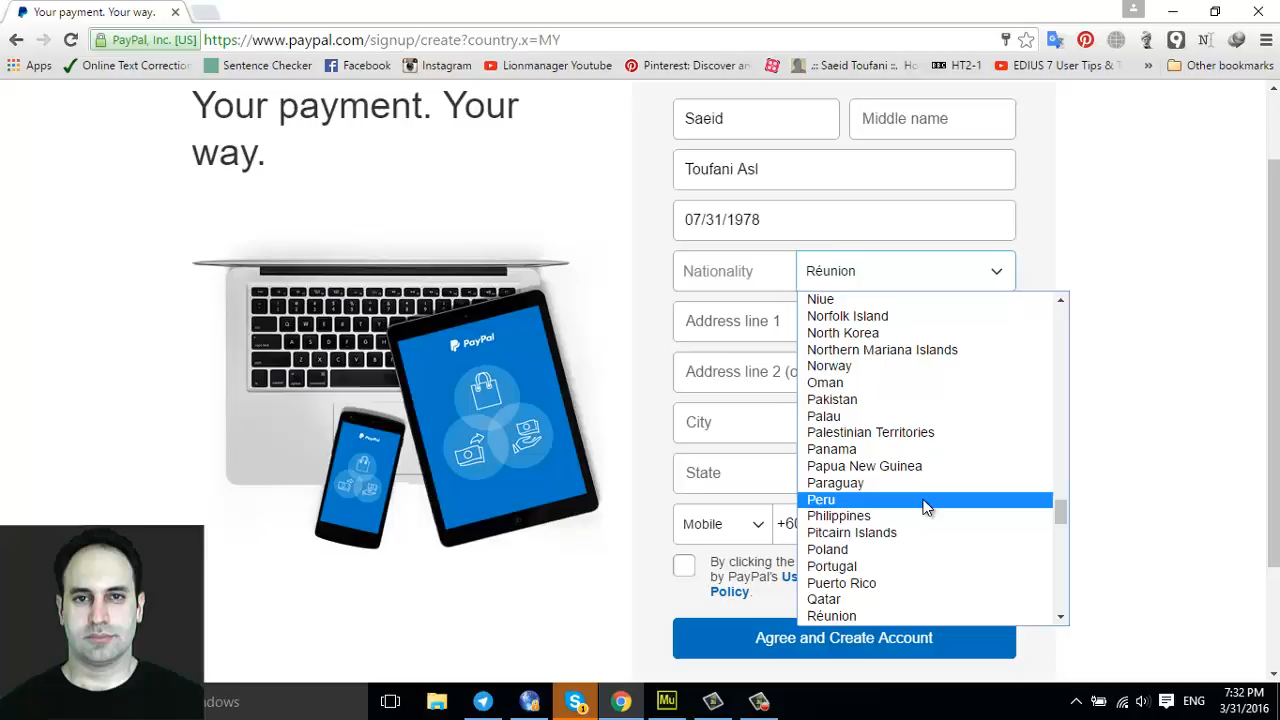 Your payment. Your way.
PayPal, Inc. [US]
https://www.paypal.com/signup/create?country.x=MY
Apps
Online Text Correction
Sentence Checker
Facebook
Instagram
Lionmanager Youtube
Pinterest: Discover an
.:: Saeid Toufani ::. Ho
HT2-1
EDIUS 7 User Tips & T
»
Other bookmarks
Your payment. Your
way.
Saeid
Middle name
Toufani Asl
07/31/1978
Nationality
Réunion
Address line 1
Address line 2 (o
City
State
Mobile
+60
Niue
Norfolk Island
North Korea
Northern Mariana Islands
Norway
Oman
Pakistan
Palau
Palestinian Territories
Panama
Papua New Guinea
Paraguay
Peru
Philippines
Pitcairn Islands
Poland
Portugal
Puerto Rico
Qatar
Réunion
By clicking the
by PayPal's Us
Policy.
Agree and Create Account
PayPal
PayPal
ndows
Mu
1
ENG
7:32 PM
3/31/2016